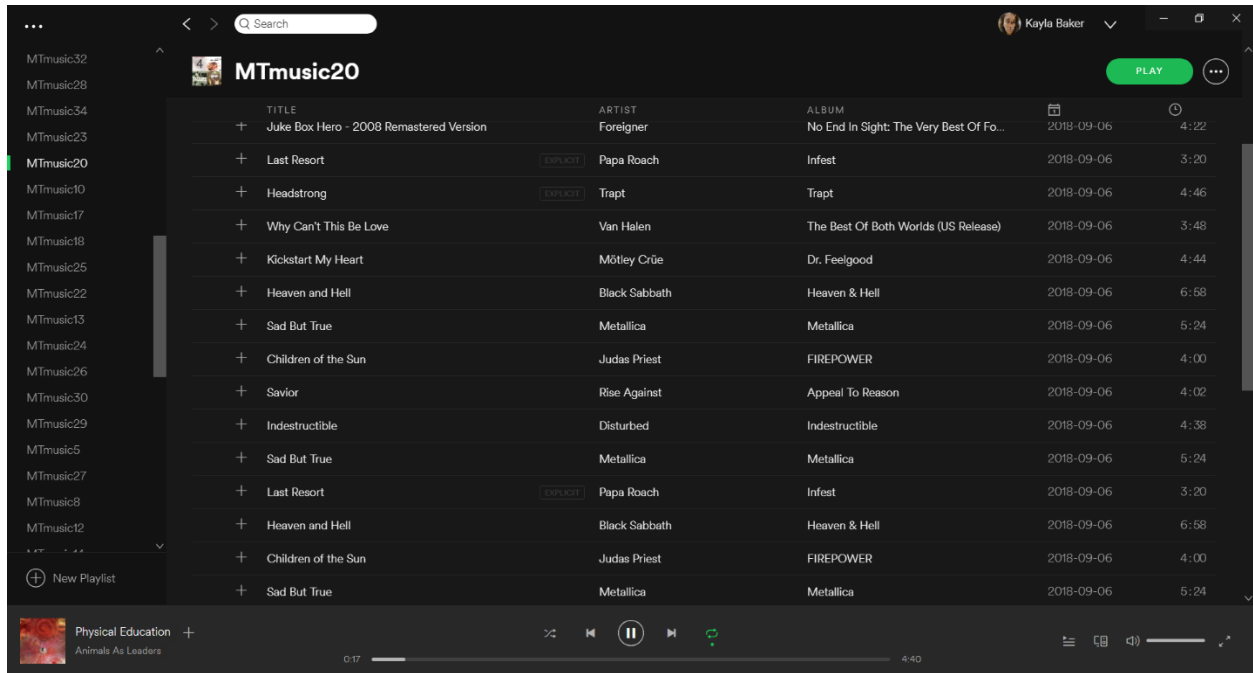 Search
Kayla Baker
MTmusic32
MTmusic28
MTmusic34
MTmusic23
MTmusic20
MTmusic10
MTmusic17
MTmusic18
MTmusic25
MTmusic22
MTmusic13
MTmusic24
MTmusic26
MTmusic30
MTmusic29
MTmusic5
MTmusic27
MTmusic8
MTmusic12
New Playlist
4
MTmusic20
PLAY
TITLE ARTIST ALBUM
Juke Box Hero - 2008 Remastered Version Foreigner No End In Sight: The Very Best Of Fo... 2018-09-06 4:22
Last Resort EXPLICIT Papa Roach Infest 2018-09-06 3:20
Headstrong EXPLICIT Trapt Trapt 2018-09-06 4:46
Why Can't This Be Love Van Halen The Best Of Both Worlds (US Release) 2018-09-06 3:48
Kickstart My Heart Mötley Crüe Dr. Feelgood 2018-09-06 4:44
Heaven and Hell Black Sabbath Heaven & Hell 2018-09-06 6:58
Sad But True Metallica Metallica 2018-09-06 5:24
Children of the Sun Judas Priest FIREPOWER 2018-09-06 4:00
Savior Rise Against Appeal To Reason 2018-09-06 4:02
Indestructible Disturbed Indestructible 2018-09-06 4:38
Sad But True Metallica Metallica 2018-09-06 5:24
Last Resort EXPLICIT Papa Roach Infest 2018-09-06 3:20
Heaven and Hell Black Sabbath Heaven & Hell 2018-09-06 6:58
Children of the Sun Judas Priest FIREPOWER 2018-09-06 4:00
Sad But True Metallica Metallica 2018-09-06 5:24
Physical Education
Animals As Leaders
0:17 4:40